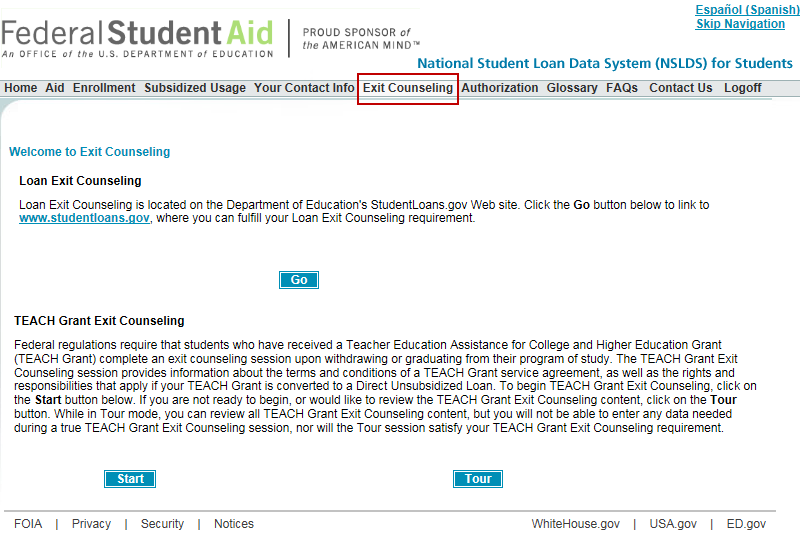 Español (Spanish)
Skip Navigation
Federal Student Aid
An OFFICE of the U.S. DEPARTMENT of EDUCATION
PROUD SPONSOR of
the AMERICAN MIND™
National Student Loan Data System (NSLDS) for Students
Home Aid Enrollment Subsidized Usage Your Contact Info Exit Counseling Authorization Glossary FAQs Contact Us Logoff
Welcome to Exit Counseling
Loan Exit Counseling
Loan Exit Counseling is located on the Department of Education's StudentLoans.gov Web site. Click the Go button below to link to
www.studentloans.gov, where you can fulfill your Loan Exit Counseling requirement.
Go
TEACH Grant Exit Counseling
Federal regulations require that students who have received a Teacher Education Assistance for College and Higher Education Grant
(TEACH Grant) complete an exit counseling session upon withdrawing or graduating from their program of study. The TEACH Grant Exit
Counseling session provides information about the terms and conditions of a TEACH Grant service agreement, as well as the rights and
responsibilities that apply if your TEACH Grant is converted to a Direct Unsubsidized Loan. To begin TEACH Grant Exit Counseling, click on
the Start button below. If you are not ready to begin, or would like to review the TEACH Grant Exit Counseling content, click on the Tour
button. While in Tour mode, you can review all TEACH Grant Exit Counseling content, but you will not be able to enter any data needed
during a true TEACH Grant Exit Counseling session, nor will the Tour session satisfy your TEACH Grant Exit Counseling requirement.
Start Tour
FOIA | Privacy | Security | Notices WhiteHouse.gov | USA.gov | ED.gov